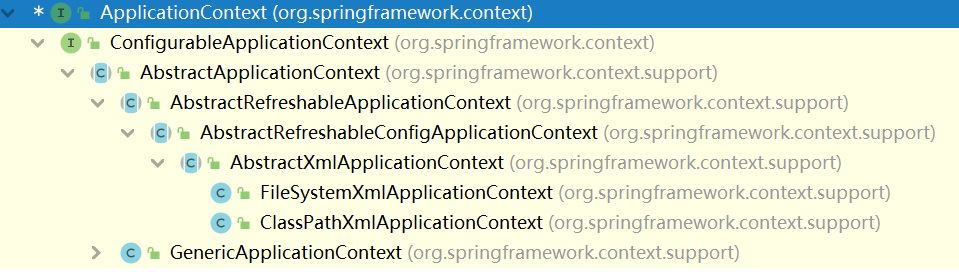 * I ApplicationContext (org.springframework.context)
I ConfigurableApplicationContext (org.springframework.context)
C AbstractApplicationContext (org.springframework.context.support)
C AbstractRefreshableApplicationContext (org.springframework.context.support)
C AbstractRefreshableConfigApplicationContext (org.springframework.context.support)
C AbstractXmlApplicationContext (org.springframework.context.support)
C FileSystemXmlApplicationContext (org.springframework.context.support)
C ClassPathXmlApplicationContext (org.springframework.context.support)
C GenericApplicationContext (org.springframework.context.support)